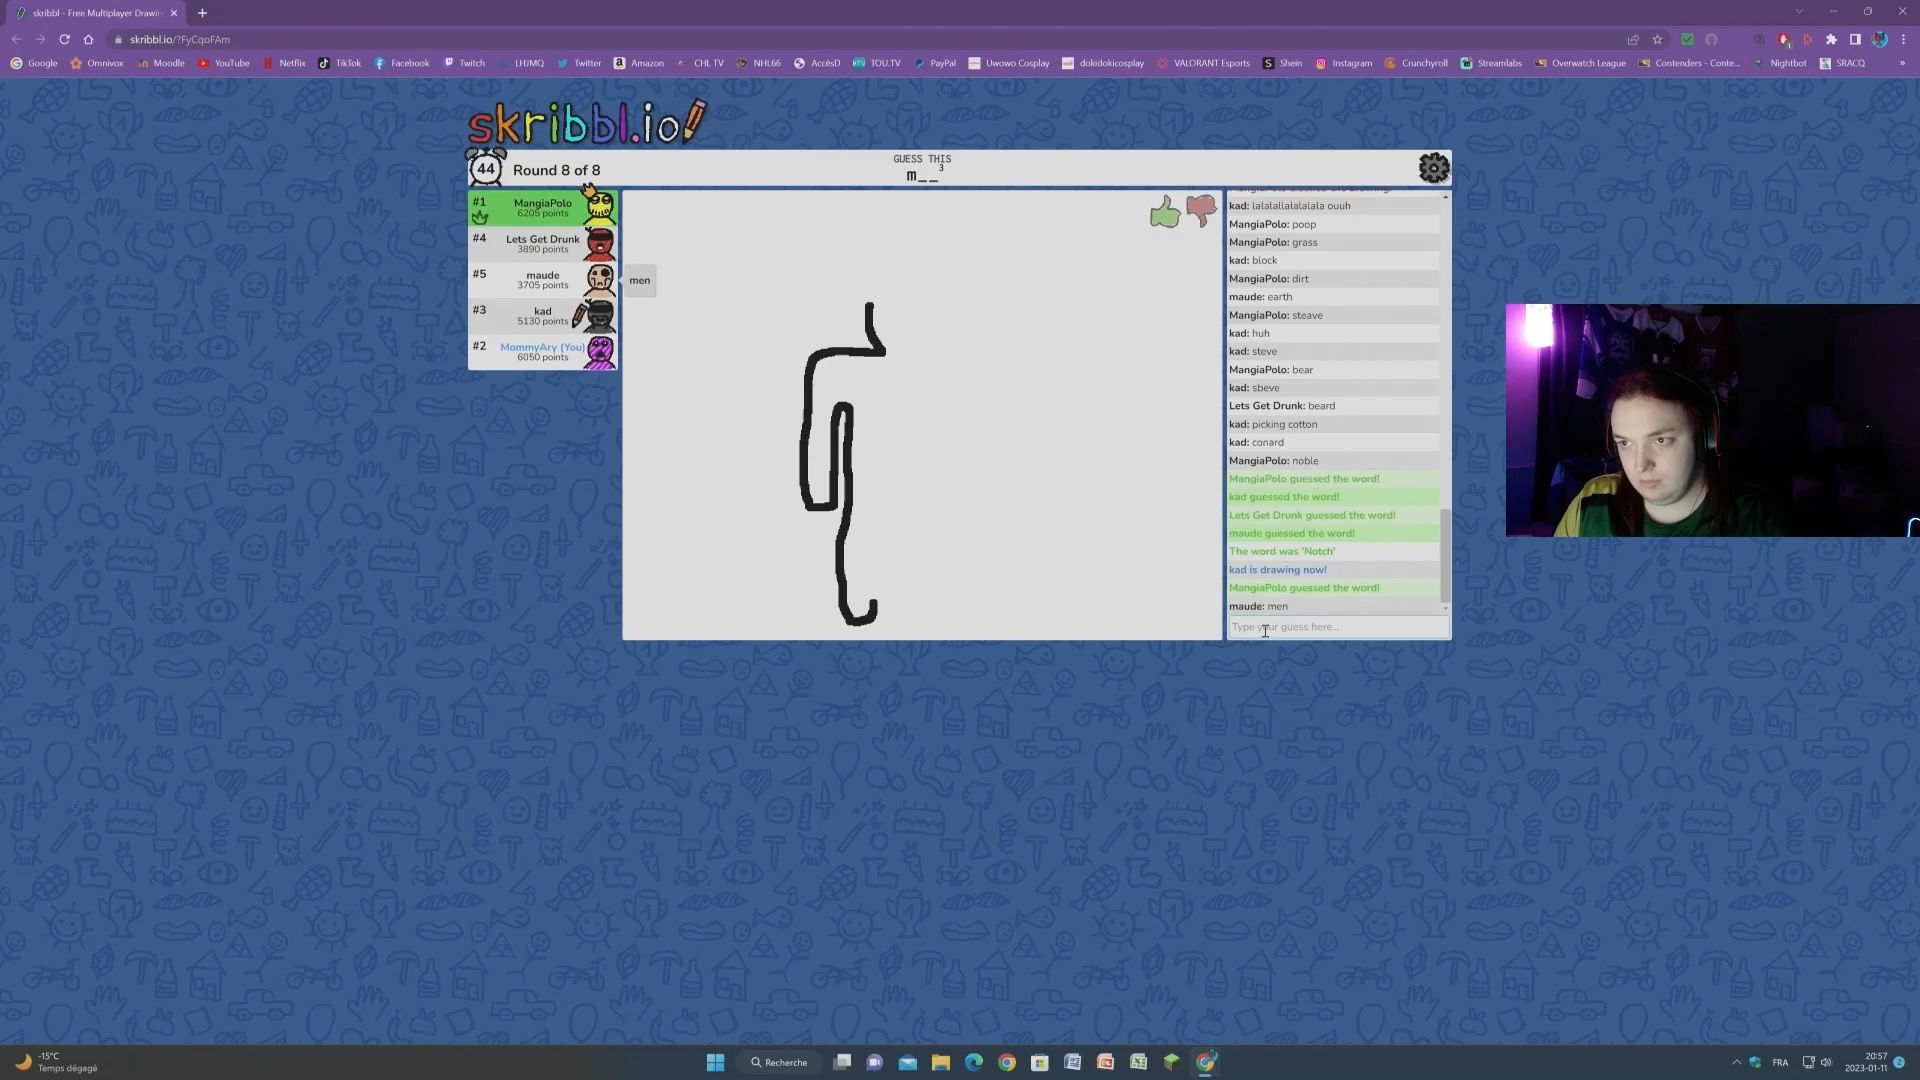 skribbl - Free Multiplayer Drawin
skribbl.io/?FyCqoFAm
Google Omnivox Moodle YouTube Netflix TikTok Facebook Twitch LHJMQ Twitter Amazon CHL TV NHL66 AccèsD TOU.TV PayPal Uwowo Cosplay dokidokicosplay VALORANT Esports Shein Instagram Crunchyroll Streamlabs Overwatch League Contenders - Conte... Nightbot SRACQ »
skribbl.io
44 Round 8 of 8
GUESS THIS
m__ 3
#1 MangiaPolo
6205 points
#4 Lets Get Drunk
3890 points
#5 maude
3705 points
men
#3 kad
5130 points
#2 MommyAry (You)
6050 points
kad: lalalallalalalala ouuh
MangiaPolo: poop
MangiaPolo: grass
kad: block
MangiaPolo: dirt
maude: earth
MangiaPolo: steave
kad: huh
kad: steve
MangiaPolo: bear
kad: sbeve
Lets Get Drunk: beard
kad: picking cotton
kad: conard
MangiaPolo: noble
MangiaPolo guessed the word!
kad guessed the word!
Lets Get Drunk guessed the word!
maude guessed the word!
The word was 'Notch'
kad is drawing now!
MangiaPolo guessed the word!
maude: men
Type your guess here...
-15°C
Temps dégagé
Recherche
FRA
20:57
2023-01-11
2